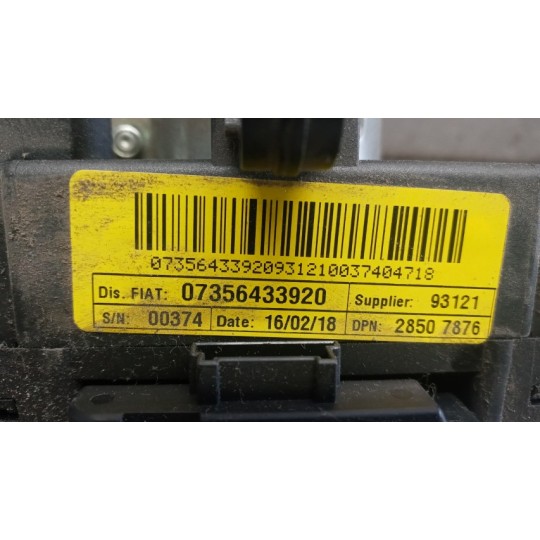 07356433920931210037404718
Dis. FIAT: 07356433920 Supplier: 93121
S/N: 00374 Date: 16/02/18 DPN: 2850 7876